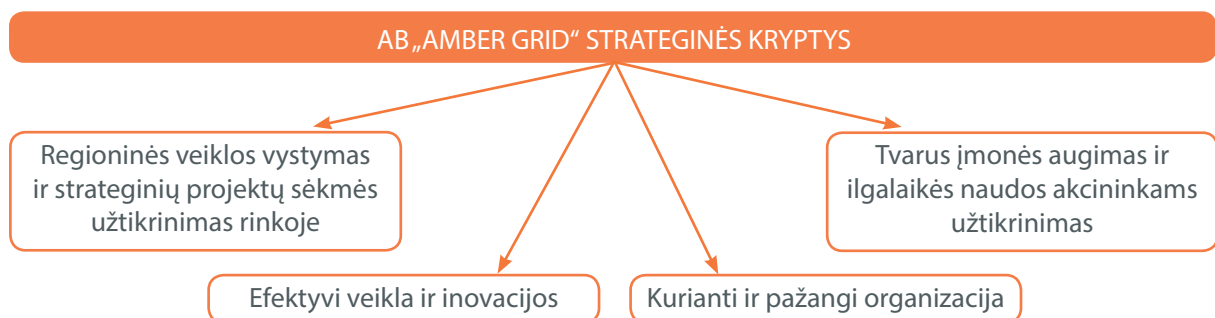 AB „AMBER GRID“ STRATEGINĖS KRYPTYS
Regioninės veiklos vystymas
ir strateginių projektų sėkmės
užtikrinimas rinkoje
Tvarus įmonės augimas ir
ilgalaikės naudos akcininkams
užtikrinimas
Efektyvi veikla ir inovacijos
Kurianti ir pažangi organizacija